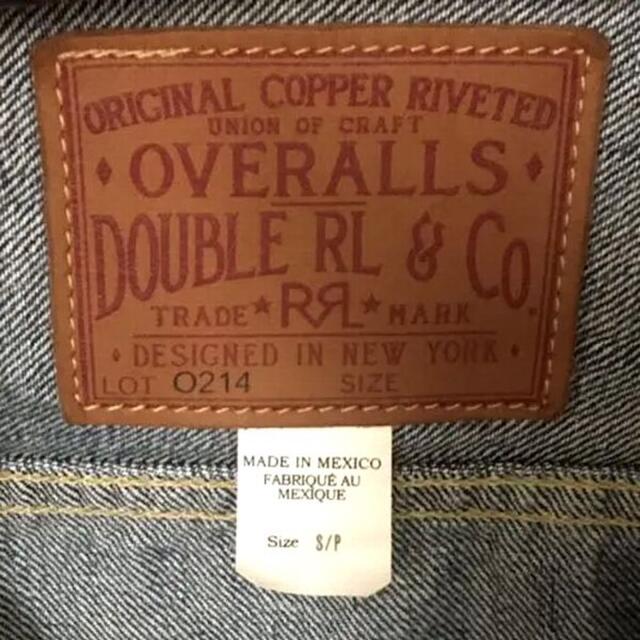 ORIGINAL COPPER RIVETED
UNION OF CRAFT
OVERALLS
DOUBLE RL & Co.
TRADE ★ RRL ★ MARK
DESIGNED IN NEW YORK
LOT 0214 SIZE
MADE IN MEXICO
FABRIQUÉ AU
MEXIQUE
Size S/P